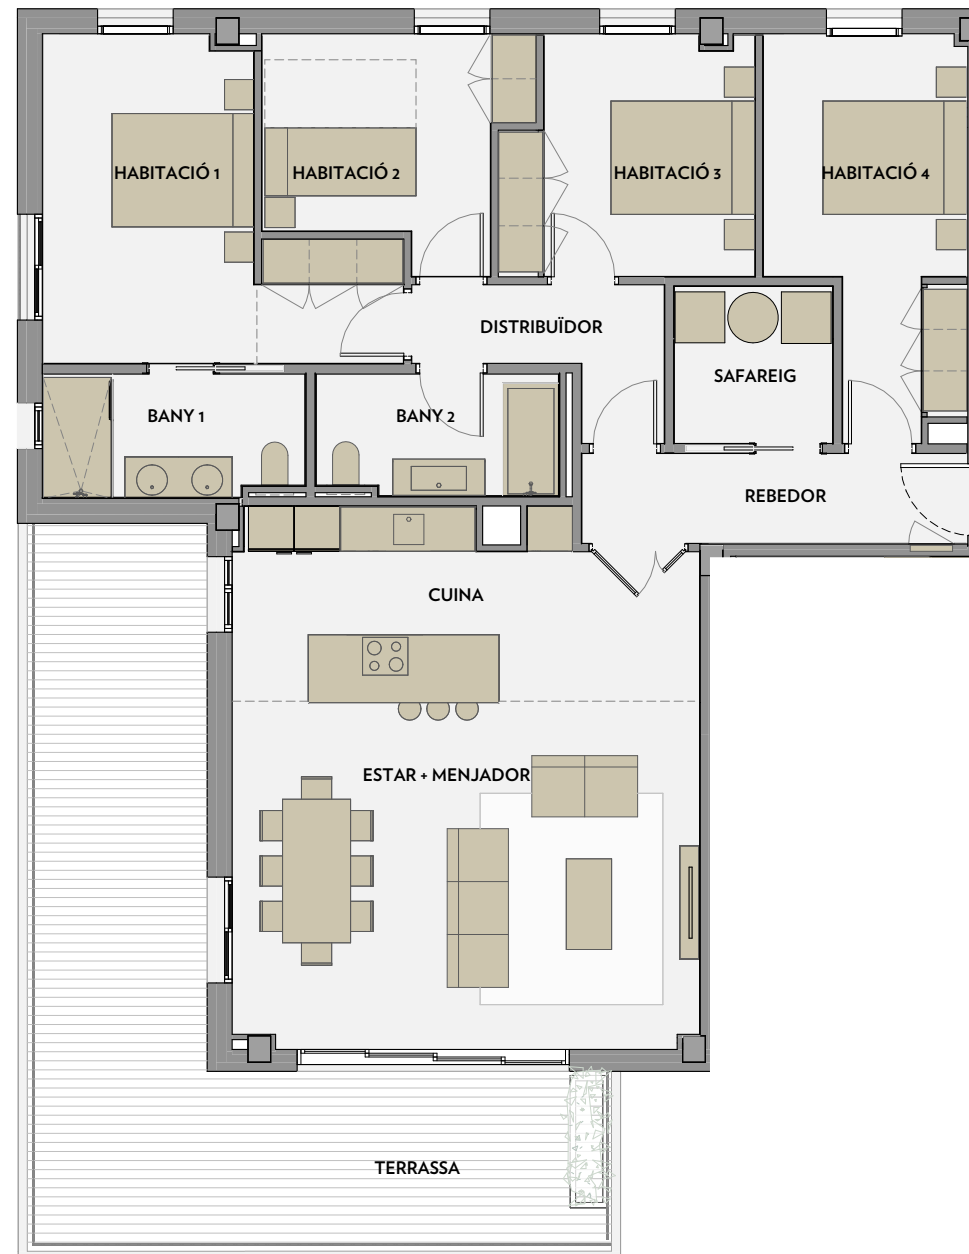 HABITACIÓ 1
HABITACIÓ 2
HABITACIÓ 3
HABITACIÓ 4
DISTRIBUÏDOR
SAFAREIG
BANY 1
BANY 2
REBEDOR
CUINA
ESTAR + MENJADOR
TERRASSA